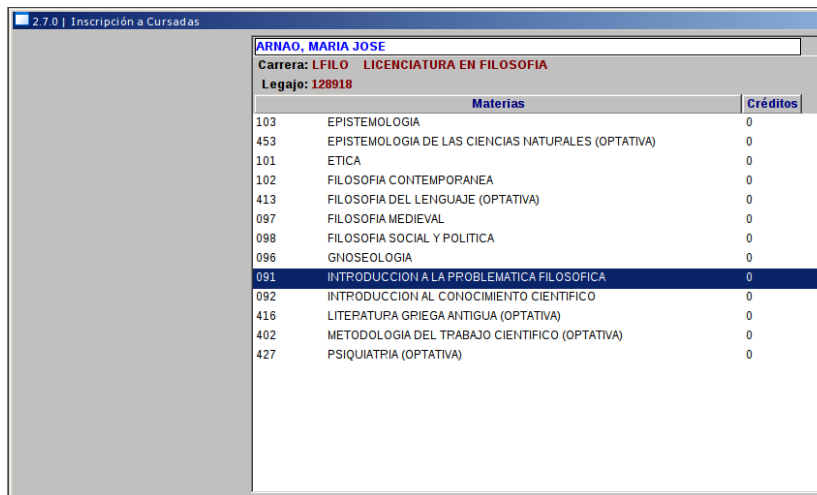 2.7.0 | Inscripción a Cursadas
ARNAO, MARIA JOSE
Carrera: LFILO LICENCIATURA EN FILOSOFIA
Legajo: 128918
Materias Créditos
103 EPISTEMOLOGIA 0
453 EPISTEMOLOGIA DE LAS CIENCIAS NATURALES (OPTATIVA) 0
101 ETICA 0
102 FILOSOFIA CONTEMPORANEA 0
413 FILOSOFIA DEL LENGUAJE (OPTATIVA) 0
097 FILOSOFIA MEDIEVAL 0
098 FILOSOFIA SOCIAL Y POLITICA 0
096 GNOSEOLOGIA 0
091 INTRODUCCION A LA PROBLEMATICA FILOSOFICA 0
092 INTRODUCCION AL CONOCIMIENTO CIENTIFICO 0
416 LITERATURA GRIEGA ANTIGUA (OPTATIVA) 0
402 METODOLOGIA DEL TRABAJO CIENTIFICO (OPTATIVA) 0
427 PSIQUIATRIA (OPTATIVA) 0